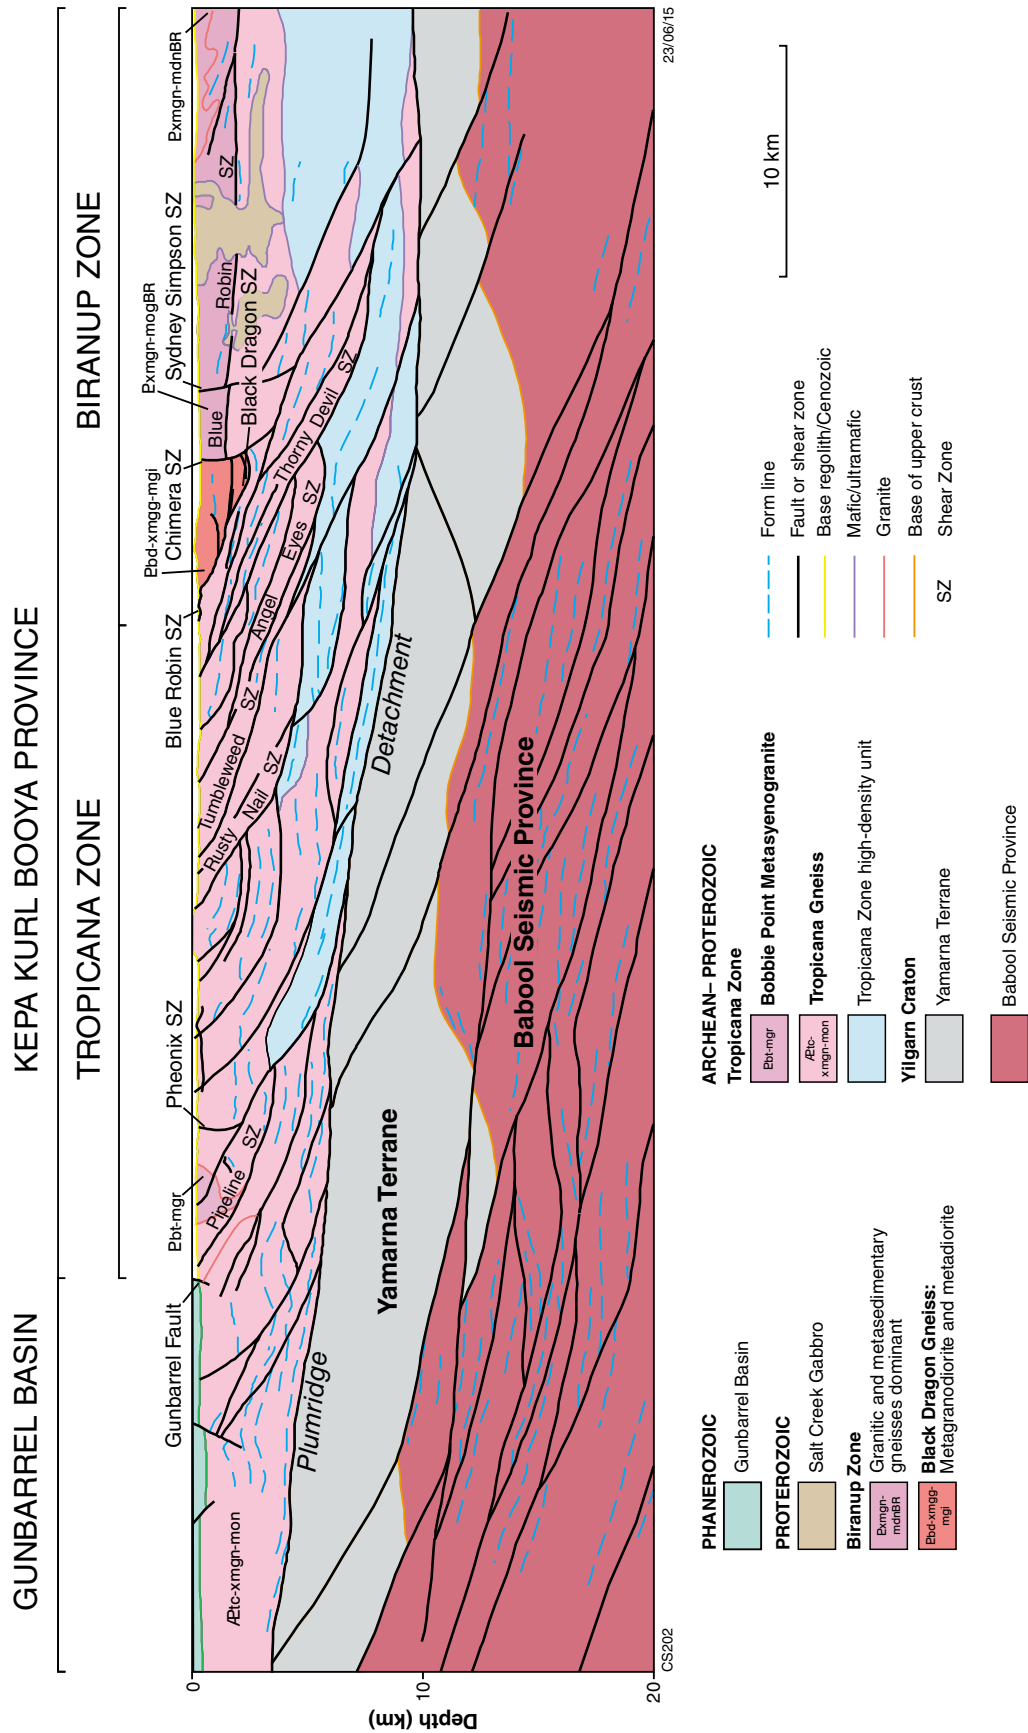 GUNBARREL BASIN
KEPA KURL BOOYA PROVINCE
TROPICANA ZONE
BIRANUP ZONE
Gunbarrel Fault
Pbt-mgr
Pheonix SZ
Blue Robin SZ
Pbd-xmgg-mgi
Chimera SZ
Pxmgn-mogBR
Sydney Simpson SZ
Pxmgn-mdnBR
0
10
20
Depth (km)
ÆPtc-xmgn-mon
Pipeline SZ
Rusty Nail SZ
Tumbleweed SZ
Angel Eyes SZ
Thorny Devil SZ
Black Dragon SZ
Blue Robin SZ
Plumridge Detachment
Yamarna Terrane
Babool Seismic Province
CS202
23/06/15
PHANEROZOIC
Gunbarrel Basin
PROTEROZOIC
Salt Creek Gabbro
Biranup Zone
Pxmgn-
mdnBR
Granitic and metasedimentary
gneisses dominant
Pbd-xmgg-
mgi
Black Dragon Gneiss:
Metagranodiorite and metadiorite
ARCHEAN– PROTEROZOIC
Tropicana Zone
Pbt-mgr
Bobbie Point Metasyenogranite
ÆPtc-
xmgn-mon
Tropicana Gneiss
Tropicana Zone high-density unit
Yilgarn Craton
Yamarna Terrane
Babool Seismic Province
Form line
Fault or shear zone
Base regolith/Cenozoic
Mafic/ultramafic
Granite
Base of upper crust
SZ Shear Zone
10 km